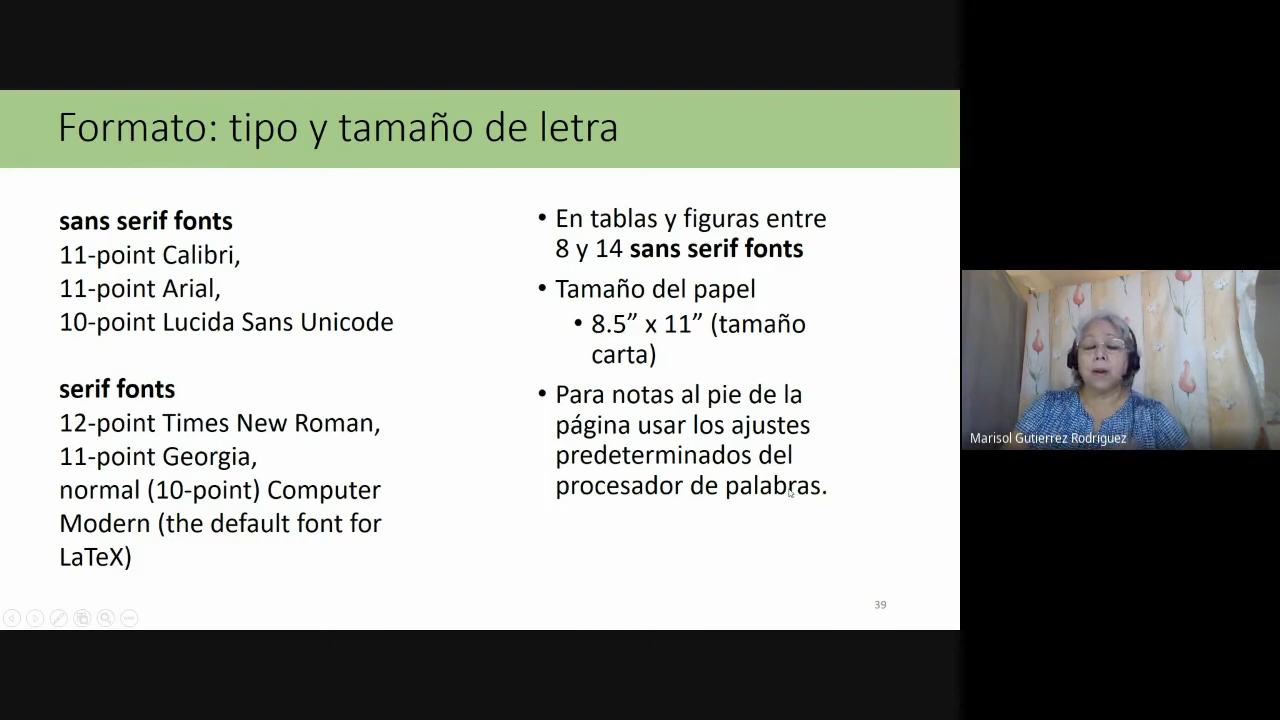 Formato: tipo y tamaño de letra
sans serif fonts
11-point Calibri,
11-point Arial,
10-point Lucida Sans Unicode
serif fonts
12-point Times New Roman,
11-point Georgia,
normal (10-point) Computer
Modern (the default font for
LaTeX)
• En tablas y figuras entre
8 y 14 sans serif fonts
• Tamaño del papel
• 8.5” x 11” (tamaño
carta)
• Para notas al pie de la
página usar los ajustes
predeterminados del
procesador de palabras.
39
Marisol Gutierrez Rodriguez